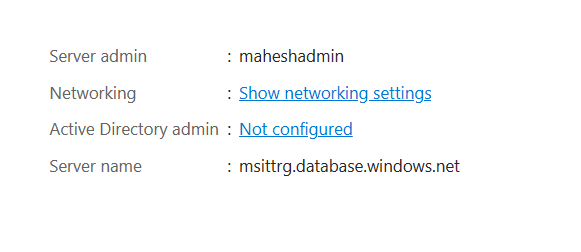 Server admin : maheshadmin
Networking : Show networking settings
Active Directory admin : Not configured
Server name : msittrg.database.windows.net